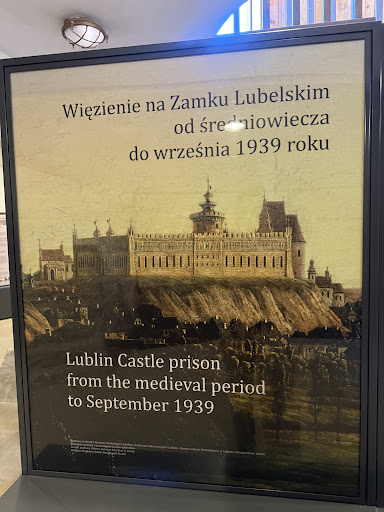 Więzienie na Zamku Lubelskim
od średniowiecza
do września 1939 roku
Lublin Castle prison
from the medieval period
to September 1939